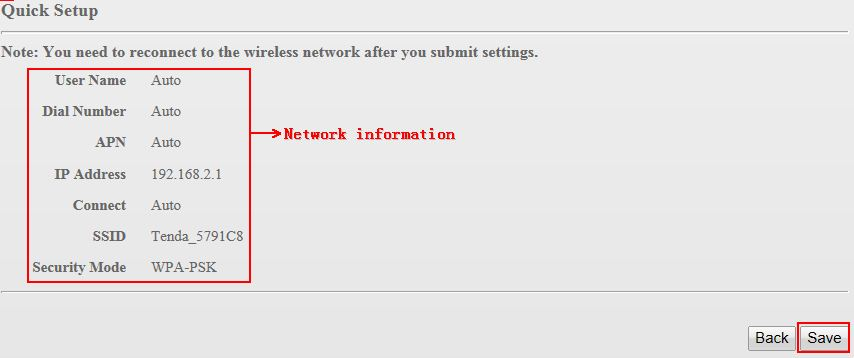 Quick Setup
Note: You need to reconnect to the wireless network after you submit settings.
User Name Auto
Dial Number Auto
APN Auto
Network information
IP Address 192.168.2.1
Connect Auto
SSID Tenda_5791C8
Security Mode WPA-PSK
Back Save